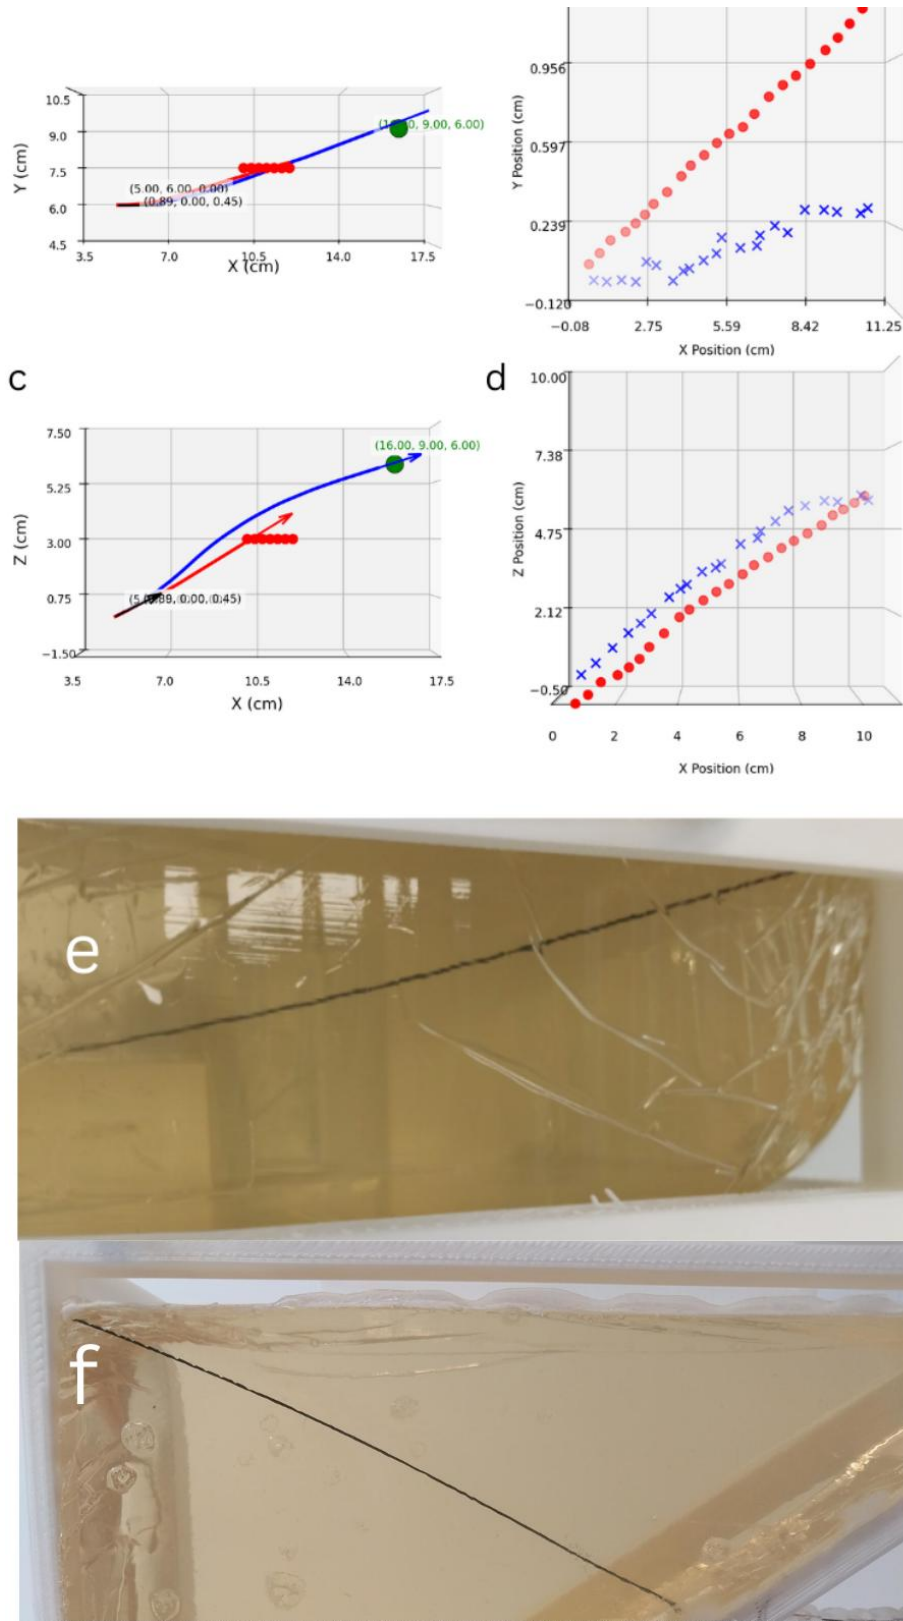 10.5
9.0
7.5
6.0
4.5
Y (cm)
9.00, 6.00)
(5.00, 6.00, 0.00)
(0.89, 0.00, 0.45)
3.5 7.0 10.5 14.0 17.5
X (cm)
0.956
0.597
0.239
−0.120
Y Position (cm)
−0.08 2.75 5.59 8.42 11.25
X Position (cm)
c
7.50
5.25
3.00
0.75
−1.50
Z (cm)
(16.00, 9.00, 6.00)
0.45)
3.5 7.0 10.5 14.0 17.5
X (cm)
d
10.00
7.38
4.75
2.12
−0.50
Z Position (cm)
0 2 4 6 8 10
X Position (cm)
e
f